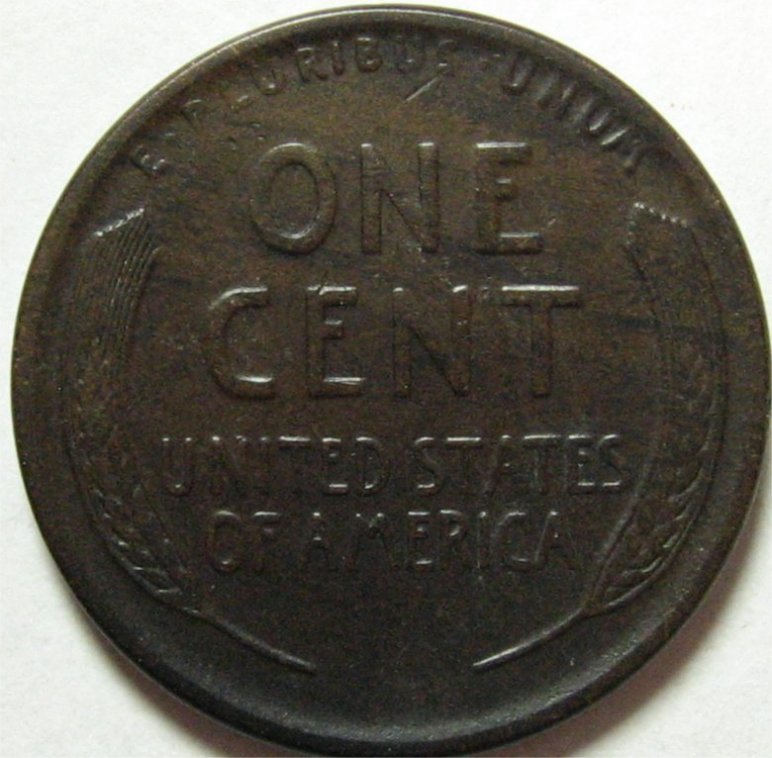 E·PLURIBUS·UNUM
ONE
CENT
UNITED STATES
OF AMERICA